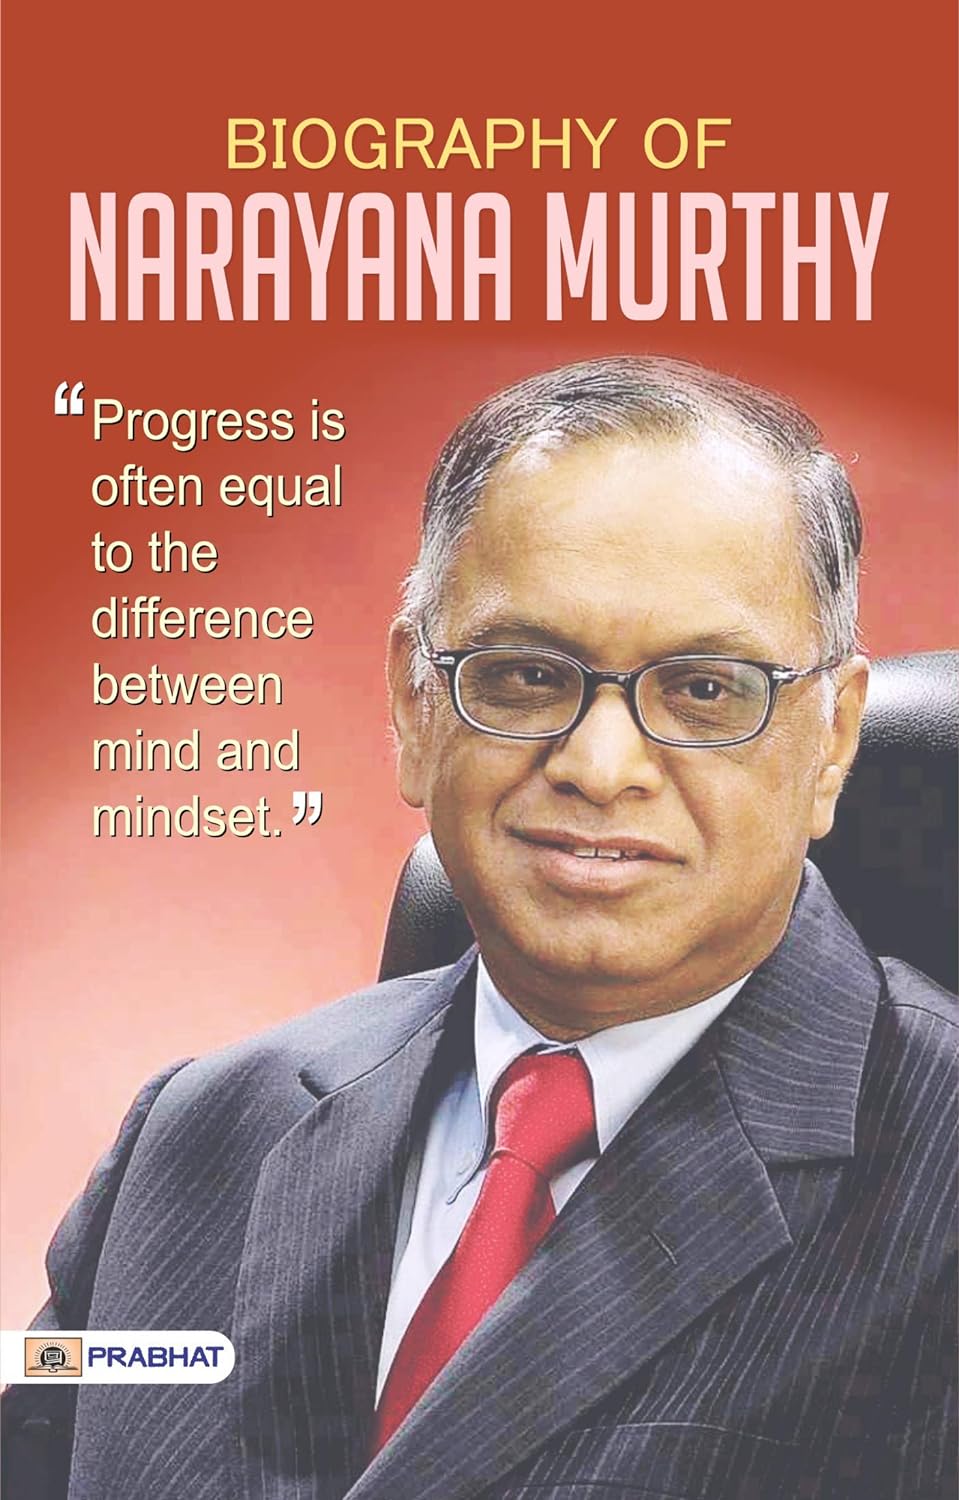 BIOGRAPHY OF
NARAYANA MURTHY
“Progress is
often equal
to the
difference
between
mind and
mindset.”
PRABHAT